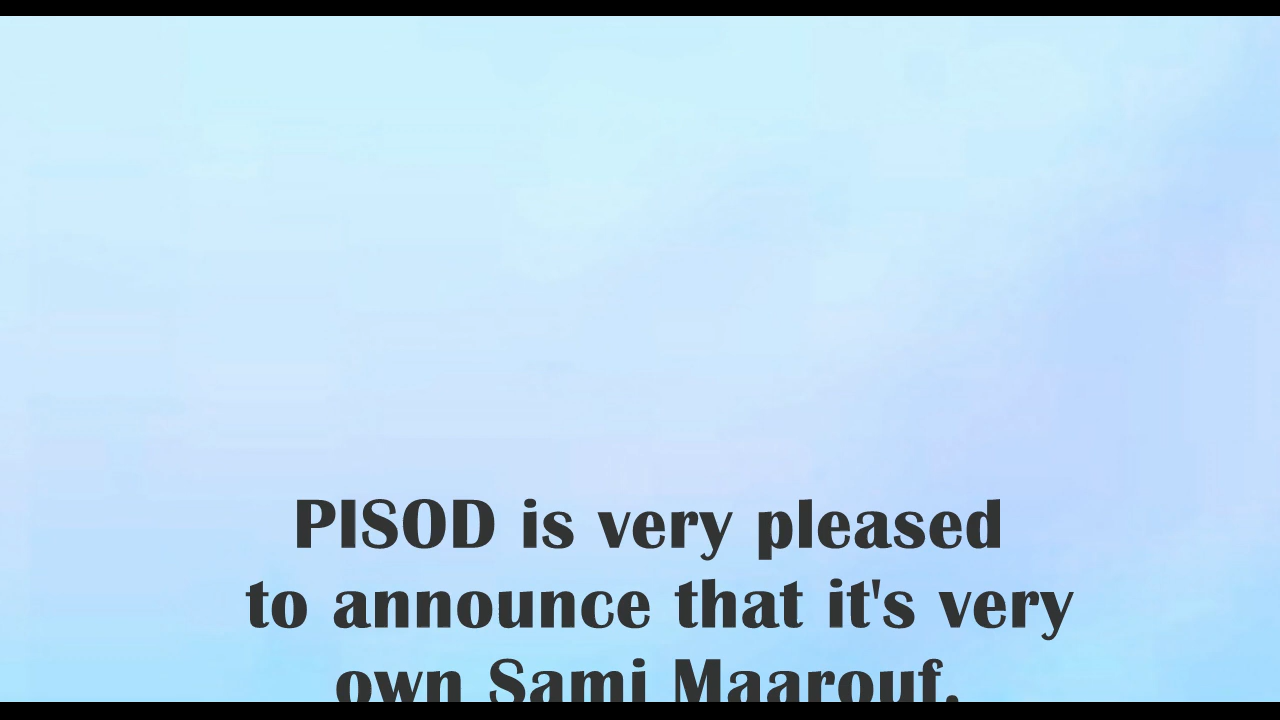 PISOD is very pleased
to announce that it's very
own Sami Maarouf,